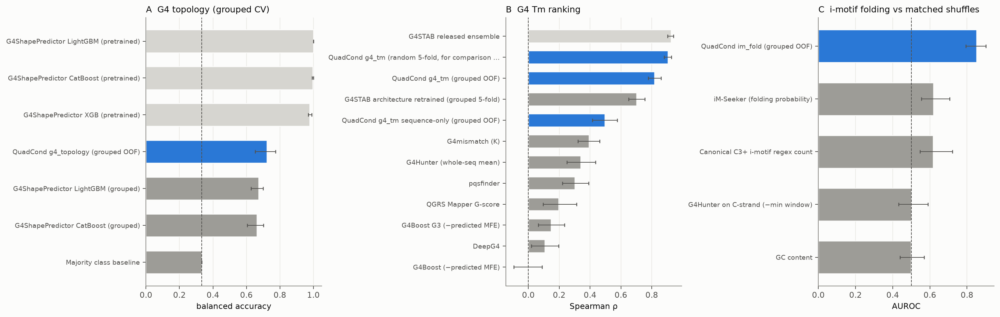 A  G4 topology (grouped CV)
G4ShapePredictor LightGBM (pretrained)
G4ShapePredictor CatBoost (pretrained)
G4ShapePredictor XGB (pretrained)
QuadCond g4_topology (grouped OOF)
G4ShapePredictor LightGBM (grouped)
G4ShapePredictor CatBoost (grouped)
Majority class baseline
0.0 0.2 0.4 0.6 0.8 1.0
balanced accuracy
B  G4 Tm ranking
G4STAB released ensemble
QuadCond g4_tm (random 5-fold, for comparison …
QuadCond g4_tm (grouped OOF)
G4STAB architecture retrained (grouped 5-fold)
QuadCond g4_tm sequence-only (grouped OOF)
G4mismatch (K)
G4Hunter (whole-seq mean)
pqsfinder
QGRS Mapper G-score
G4Boost G3 (−predicted MFE)
DeepG4
G4Boost (−predicted MFE)
0.0 0.2 0.4 0.6 0.8
Spearman ρ
C  i-motif folding vs matched shuffles
QuadCond im_fold (grouped OOF)
iM-Seeker (folding probability)
Canonical C3+ i-motif regex count
G4Hunter on C-strand (−min window)
GC content
0.0 0.2 0.4 0.6 0.8
AUROC